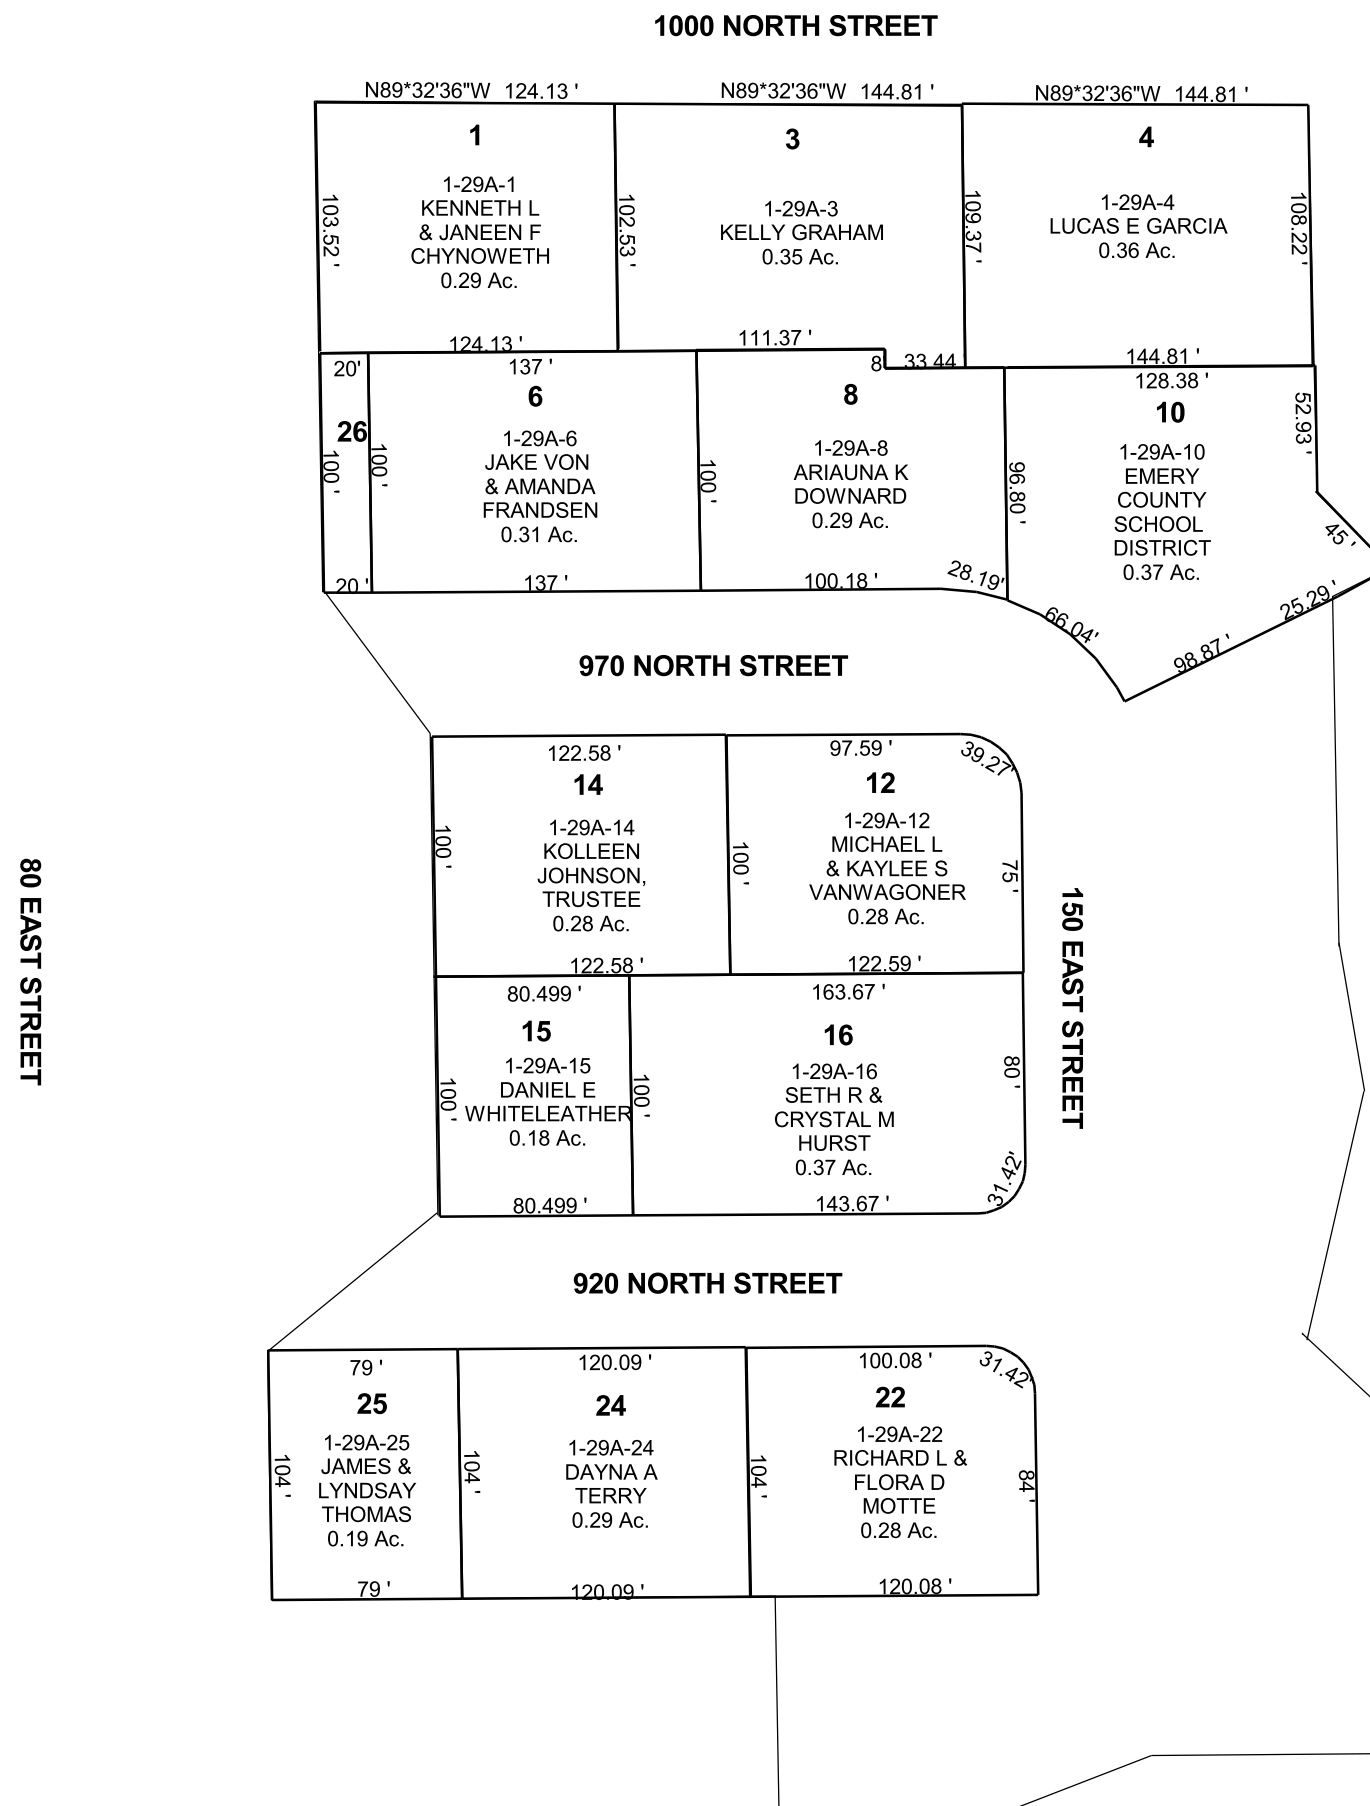 1000 NORTH STREET
N89*32'36"W 124.13 '
N89*32'36"W 144.81 '
N89*32'36"W 144.81 '
1
1-29A-1
KENNETH L
& JANEEN F
CHYNOWETH
0.29 Ac.
103.52 '
102.53 '
124.13 '
3
1-29A-3
KELLY GRAHAM
0.35 Ac.
109.37 '
111.37 '
8
33.44
4
1-29A-4
LUCAS E GARCIA
0.36 Ac.
108.22 '
144.81 '
20'
26
100 '
100 '
20 '
137 '
6
1-29A-6
JAKE VON
& AMANDA
FRANDSEN
0.31 Ac.
137 '
100 '
8
1-29A-8
ARIAUNA K
DOWNARD
0.29 Ac.
100.18 '
28.19'
96.80 '
128.38 '
10
1-29A-10
EMERY
COUNTY
SCHOOL
DISTRICT
0.37 Ac.
52.93 '
45 '
25.29 '
98.87 '
66.04'
970 NORTH STREET
122.58 '
14
1-29A-14
KOLLEEN
JOHNSON,
TRUSTEE
0.28 Ac.
100 '
122.58 '
97.59 '
39.27'
12
1-29A-12
MICHAEL L
& KAYLEE S
VANWAGONER
0.28 Ac.
100 '
75 '
122.59 '
80 EAST STREET
150 EAST STREET
80.499 '
15
1-29A-15
DANIEL E
WHITELEATHER
0.18 Ac.
100 '
100 '
80.499 '
163.67 '
16
1-29A-16
SETH R &
CRYSTAL M
HURST
0.37 Ac.
80 '
31.42'
143.67 '
920 NORTH STREET
79 '
25
1-29A-25
JAMES &
LYNDSAY
THOMAS
0.19 Ac.
104 '
79 '
120.09 '
24
1-29A-24
DAYNA A
TERRY
0.29 Ac.
104 '
120.09 '
100.08 '
31.42'
22
1-29A-22
RICHARD L &
FLORA D
MOTTE
0.28 Ac.
104 '
84 '
120.08 '